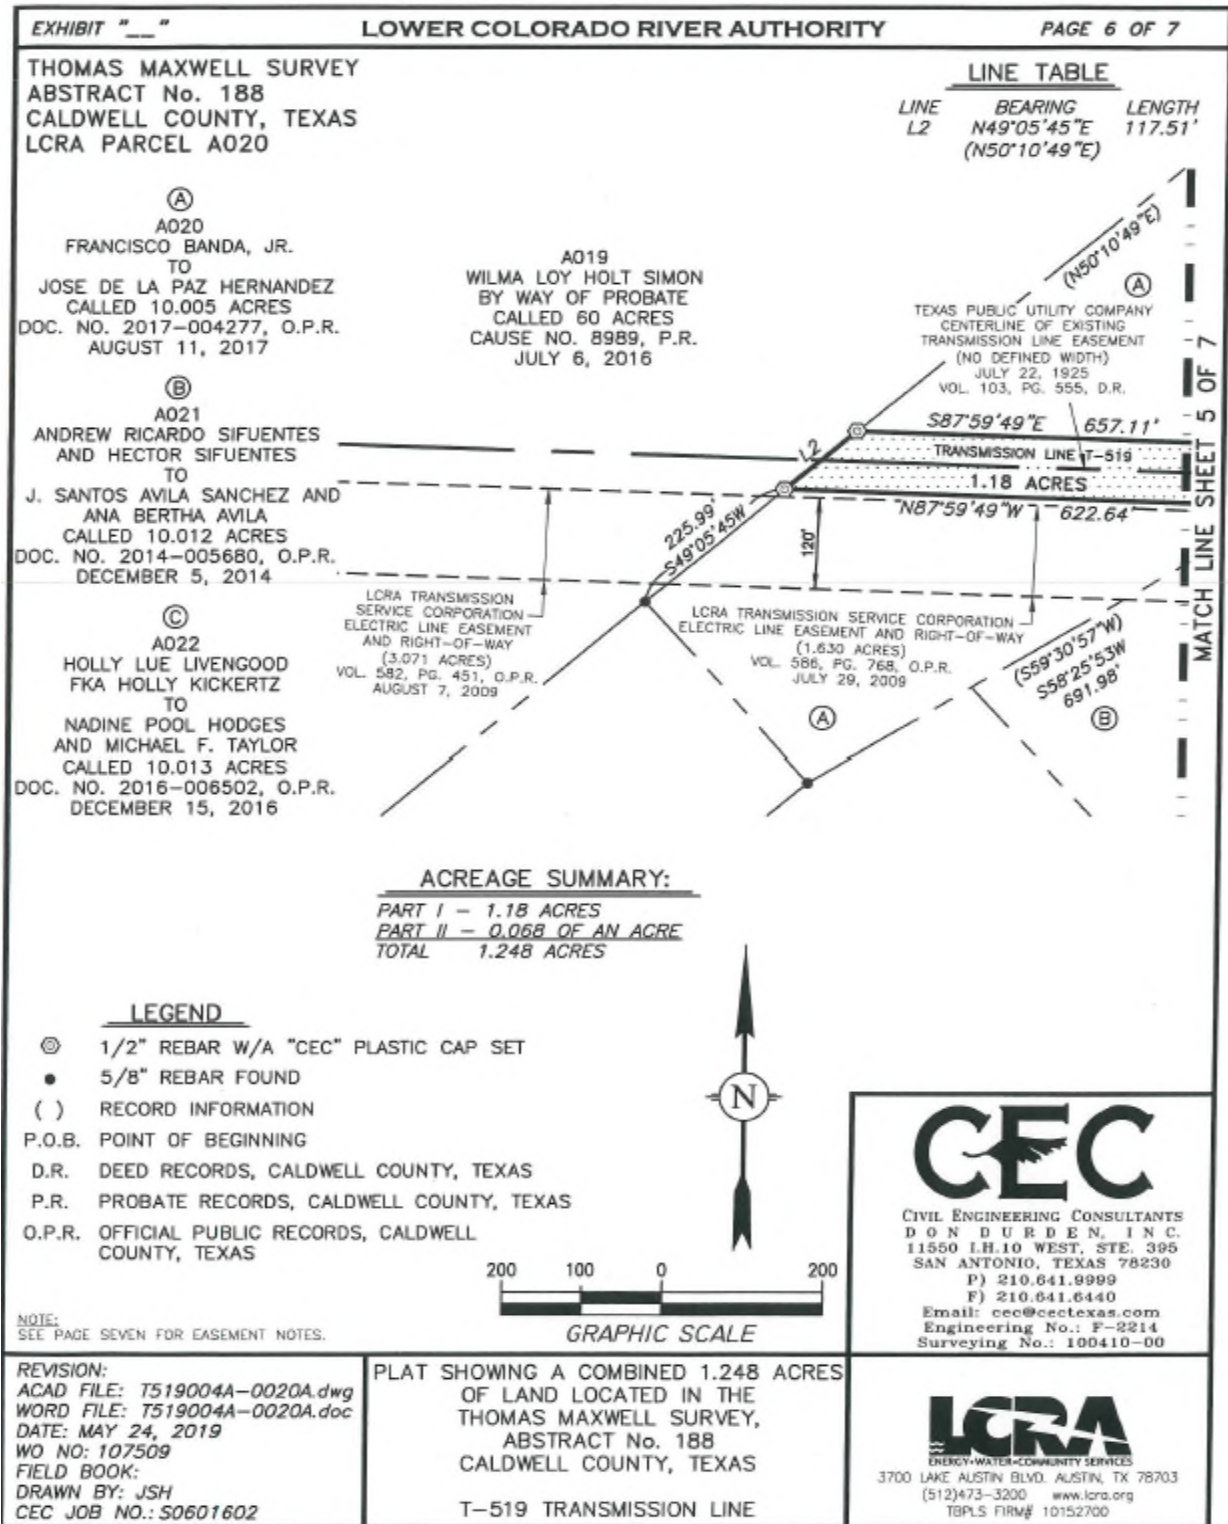 EXHIBIT "__"
LOWER COLORADO RIVER AUTHORITY
PAGE 6 OF 7
THOMAS MAXWELL SURVEY
ABSTRACT No. 188
CALDWELL COUNTY, TEXAS
LCRA PARCEL A020
LINE TABLE
LINE BEARING LENGTH
L2 N49°05'45"E 117.51'
(N50°10'49"E)
A
A020
FRANCISCO BANDA, JR.
TO
JOSE DE LA PAZ HERNANDEZ
CALLED 10.005 ACRES
DOC. NO. 2017-004277, O.P.R.
AUGUST 11, 2017
B
A021
ANDREW RICARDO SIFUENTES
AND HECTOR SIFUENTES
TO
J. SANTOS AVILA SANCHEZ AND
ANA BERTHA AVILA
CALLED 10.012 ACRES
DOC. NO. 2014-005680, O.P.R.
DECEMBER 5, 2014
C
A022
HOLLY LUE LIVENGOOD
FKA HOLLY KICKERTZ
TO
NADINE POOL HODGES
AND MICHAEL F. TAYLOR
CALLED 10.013 ACRES
DOC. NO. 2016-006502, O.P.R.
DECEMBER 15, 2016
A019
WILMA LOY HOLT SIMON
BY WAY OF PROBATE
CALLED 60 ACRES
CAUSE NO. 8989, P.R.
JULY 6, 2016
(N50°10'49"E)
A
TEXAS PUBLIC UTILITY COMPANY
CENTERLINE OF EXISTING
TRANSMISSION LINE EASEMENT
(NO DEFINED WIDTH)
JULY 22, 1925
VOL. 103, PG. 555, D.R.
S87°59'49"E 657.11'
L2
TRANSMISSION LINE T-519
1.18 ACRES
N87°59'49"W 622.64'
225.99'
S49°05'45W
120'
MATCH LINE SHEET 5 OF 7
LCRA TRANSMISSION
SERVICE CORPORATION
ELECTRIC LINE EASEMENT
AND RIGHT-OF-WAY
(3.071 ACRES)
VOL. 582, PG. 451, O.P.R.
AUGUST 7, 2009
LCRA TRANSMISSION SERVICE CORPORATION
ELECTRIC LINE EASEMENT AND RIGHT-OF-WAY
(1.630 ACRES)
VOL. 586, PG. 768, O.P.R.
JULY 29, 2009
(S59°30'57"W)
S58°25'53W
691.98'
A
B
ACREAGE SUMMARY:
PART I - 1.18 ACRES
PART II - 0.068 OF AN ACRE
TOTAL 1.248 ACRES
LEGEND
1/2" REBAR W/A "CEC" PLASTIC CAP SET
5/8" REBAR FOUND
( ) RECORD INFORMATION
P.O.B. POINT OF BEGINNING
D.R. DEED RECORDS, CALDWELL COUNTY, TEXAS
P.R. PROBATE RECORDS, CALDWELL COUNTY, TEXAS
O.P.R. OFFICIAL PUBLIC RECORDS, CALDWELL
COUNTY, TEXAS
N
200 100 0 200
GRAPHIC SCALE
NOTE:
SEE PAGE SEVEN FOR EASEMENT NOTES.
CEC
CIVIL ENGINEERING CONSULTANTS
DON DURDEN, INC.
11550 I.H.10 WEST, STE. 395
SAN ANTONIO, TEXAS 78230
P) 210.641.9999
F) 210.641.6440
Email: cec@cectexas.com
Engineering No.: F-2214
Surveying No.: 100410-00
REVISION:
ACAD FILE: T519004A-0020A.dwg
WORD FILE: T519004A-0020A.doc
DATE: MAY 24, 2019
WO NO: 107509
FIELD BOOK:
DRAWN BY: JSH
CEC JOB NO.: S0601602
PLAT SHOWING A COMBINED 1.248 ACRES
OF LAND LOCATED IN THE
THOMAS MAXWELL SURVEY,
ABSTRACT No. 188
CALDWELL COUNTY, TEXAS
T-519 TRANSMISSION LINE
LCRA
ENERGY•WATER•COMMUNITY SERVICES
3700 LAKE AUSTIN BLVD. AUSTIN, TX 78703
(512)473-3200 www.lcra.org
TBPLS FIRM# 10152700